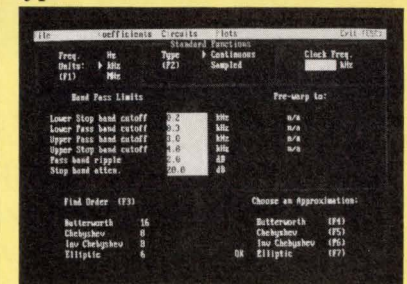 ile Coefficients Circuits Plots Exit (ESC)
Standard Functions
Freq. Hz Type Continuous Clock Freq.
Units: kHz (F2) Sampled kHz
(F1) MHz
Band Pass Limits Pre-warp to:
Lower Stop band cutoff 0.2 kHz n/a
Lower Pass band cutoff 0.3 kHz n/a
Upper Pass band cutoff 3.0 kHz n/a
Upper Stop band cutoff 4.0 kHz n/a
Pass band ripple 2.0 dB
Stop band atten. 20.0 dB
Find Order (F3) Choose an Approximation:
Butterworth 16 Butterworth (F4)
Chebyshev 8 Chebyshev (F5)
Inv Chebyshev 8 Inv Chebyshev (F6)
Elliptic 6 OK Elliptic (F7)